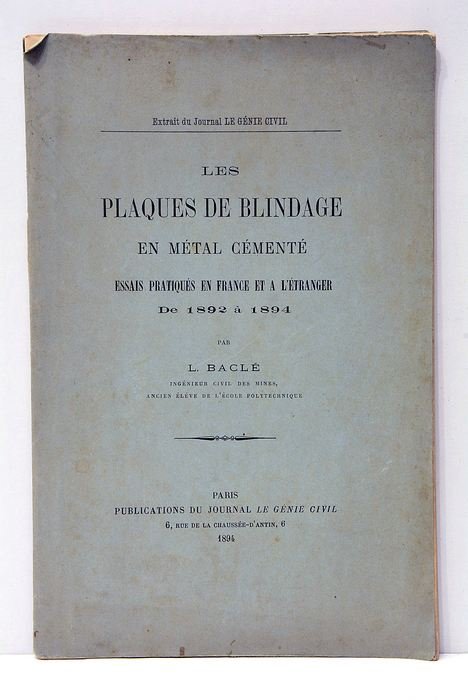 Extrait du Journal LE GÉNIE CIVIL
LES
PLAQUES DE BLINDAGE
EN MÉTAL CÉMENTÉ
ESSAIS PRATIQUÉS EN FRANCE ET A L'ÉTRANGER
De 1892 à 1894
PAR
L. BACLÉ
INGÉNIEUR CIVIL DES MINES,
ANCIEN ÉLÈVE DE L'ÉCOLE POLYTECHNIQUE
PARIS
PUBLICATIONS DU JOURNAL LE GÉNIE CIVIL
6, RUE DE LA CHAUSSÉE-D'ANTIN, 6
1894